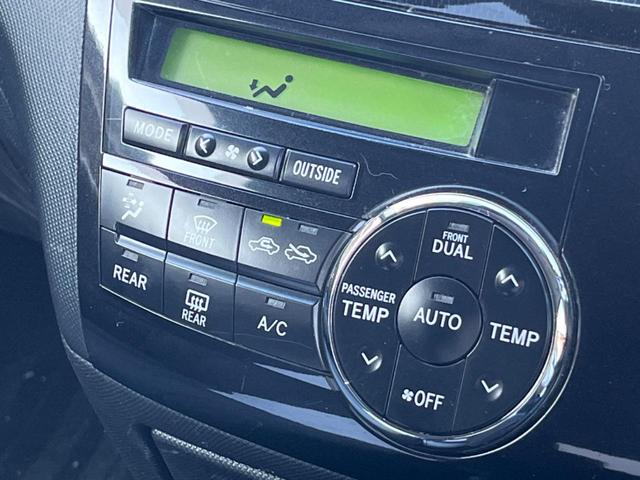 MODE
OUTSIDE
FRONT
REAR
REAR
A/C
FRONT
DUAL
PASSENGER
TEMP
AUTO
TEMP
OFF